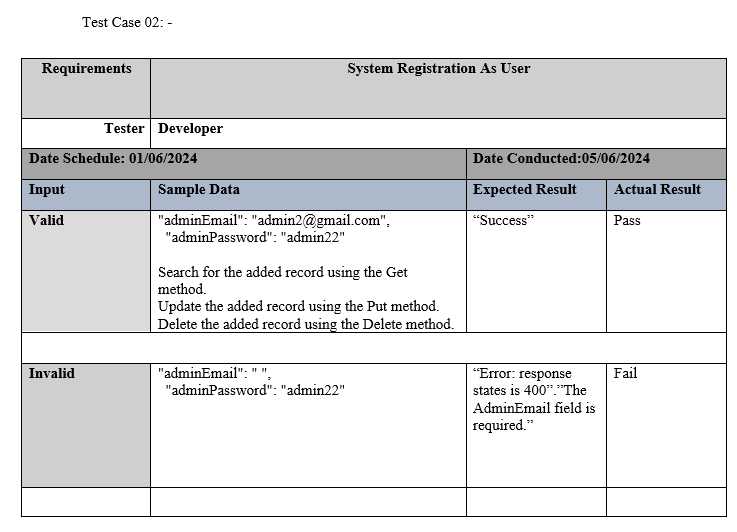 Test Case 02: -
Requirements
System Registration As User
Tester
Developer
Date Schedule: 01/06/2024
Date Conducted:05/06/2024
Input
Sample Data
Expected Result
Actual Result
Valid
"adminEmail": "admin2@gmail.com",
"adminPassword": "admin22"
Search for the added record using the Get
method.
Update the added record using the Put method.
Delete the added record using the Delete method.
“Success”
Pass
Invalid
"adminEmail": " ",
"adminPassword": "admin22"
“Error: response
states is 400”.”The
AdminEmail field is
required.”
Fail